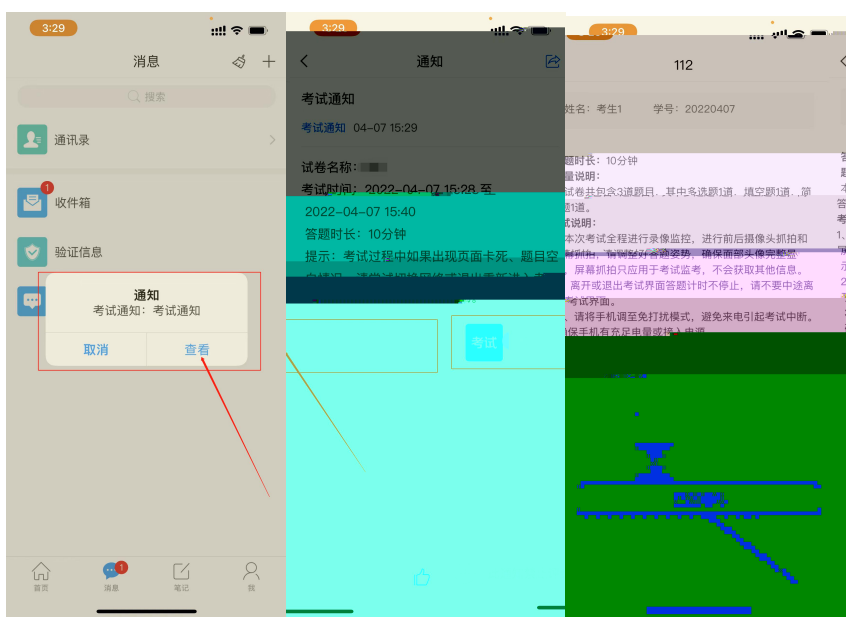 3:29
消息
搜索
通讯录
1
收件箱
验证信息
通知
考试通知：考试通知
取消
查看
首页
1
消息
笔记
我
3:29
通知
考试通知
考试通知 04-07 15:29
试卷名称：
考试时间：2022-04-07 15:28 至
2022-04-07 15:40
答题时长：10分钟
提示：考试过程中如果出现页面卡死、题目空
考试
3:29
112
姓名：考生1 学号：20220407
题时长：10分钟
量说明：
试卷共包含3道题目，其中多选题1道，填空题1道，简
题1道。
试说明：
本次考试全程进行录像监控，进行前后摄像头抓拍和
屏幕抓拍只应用于考试监考，不会获取其他信息。
离开或退出考试界面答题计时不停止，请不要中途离
考试界面。
、请将手机调至免打扰模式，避免来电引起考试中断。
保手机有充足电量或接入电源